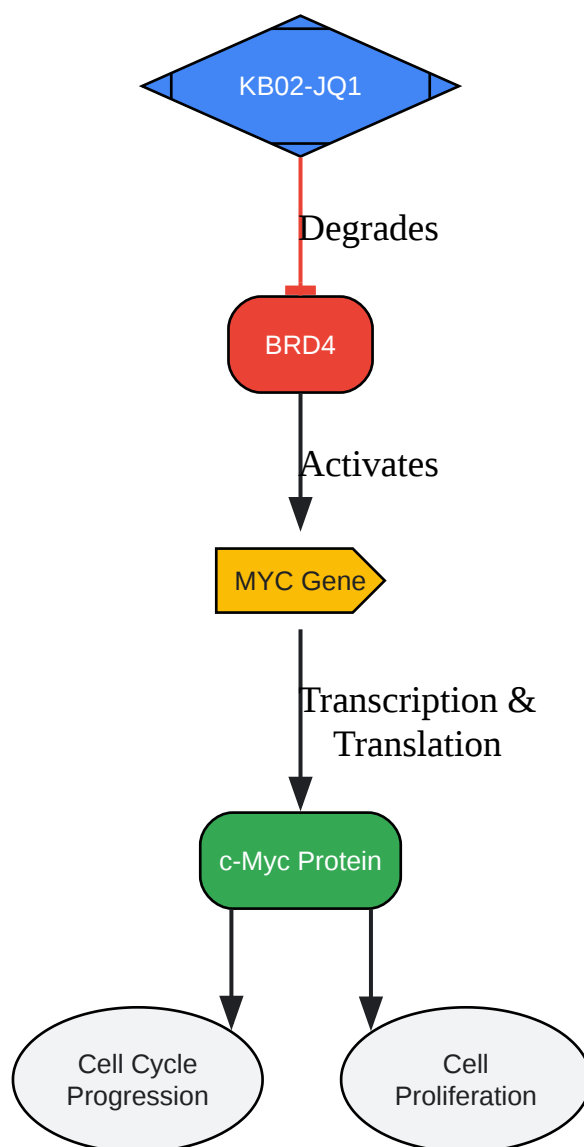 KB02-JQ1
Degrades
BRD4
Activates
MYC Gene
Transcription &
Translation
c-Myc Protein
Cell Cycle
Progression
Cell
Proliferation